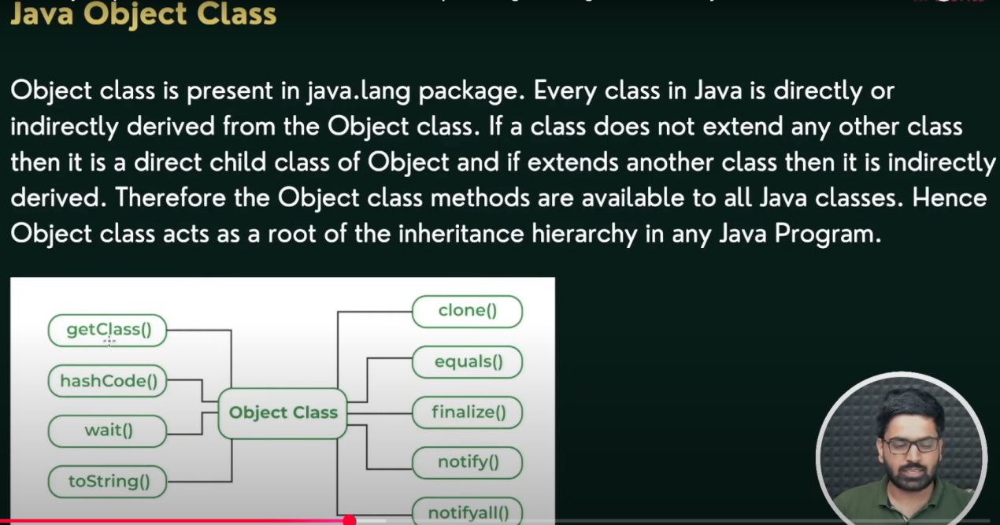 Java Object Class
Object class is present in java.lang package. Every class in Java is directly or
indirectly derived from the Object class. If a class does not extend any other class
then it is a direct child class of Object and if extends another class then it is indirectly
derived. Therefore the Object class methods are available to all Java classes. Hence
Object class acts as a root of the inheritance hierarchy in any Java Program.
getClass()
hashCode()
wait()
toString()
Object Class
clone()
equals()
finalize()
notify()
notifyall()